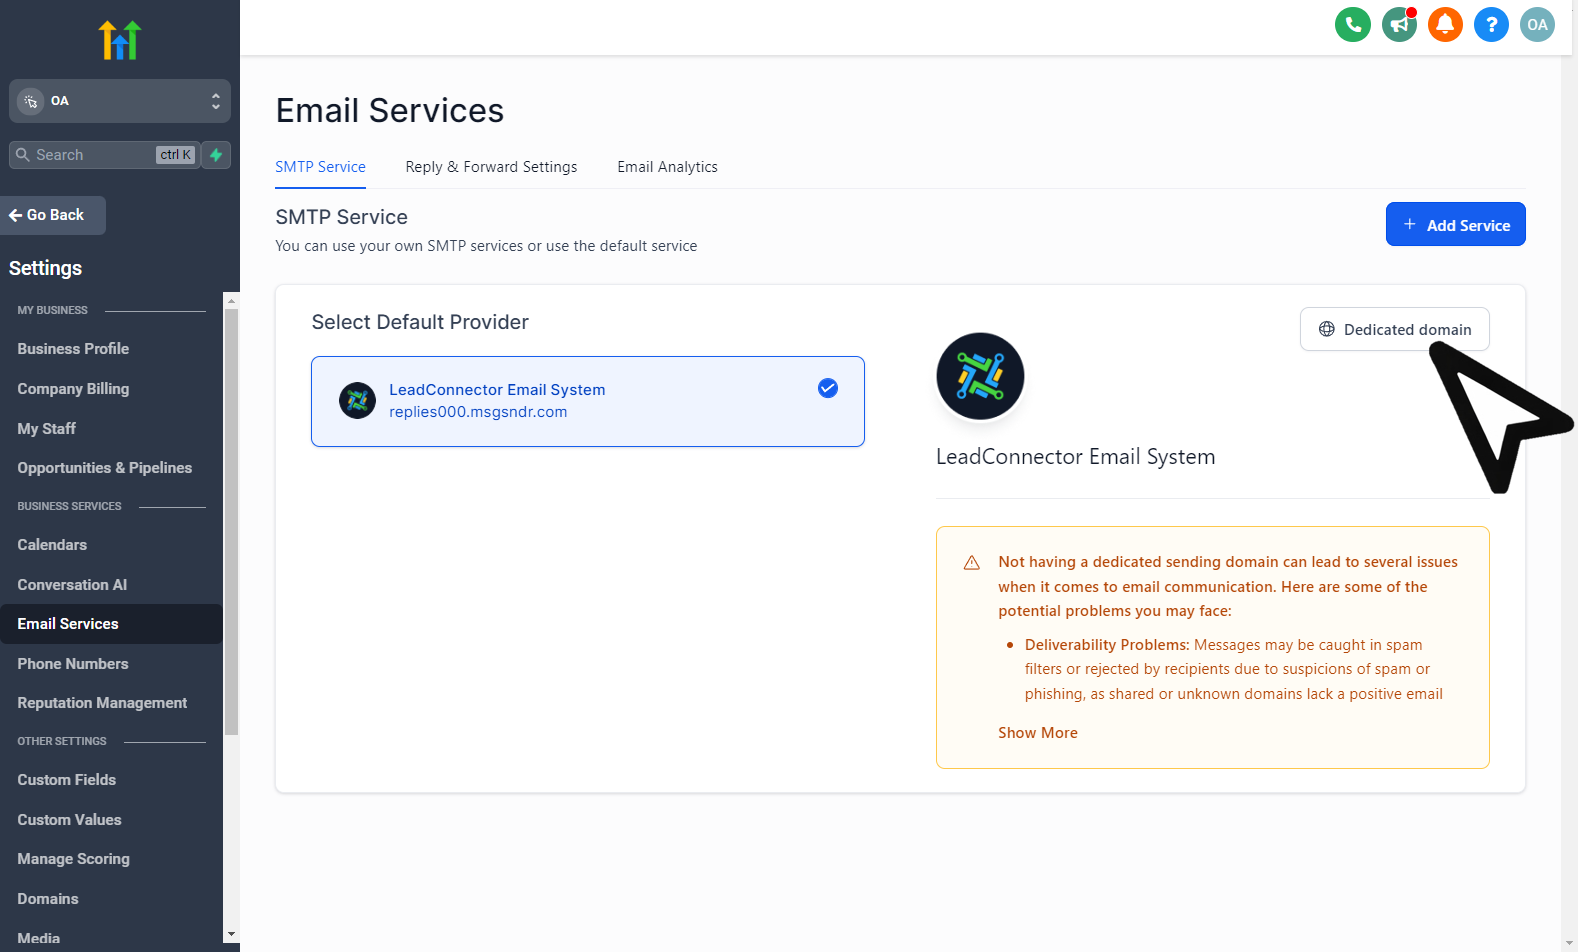 OA
OA
Search
ctrl K
Go Back
Settings
MY BUSINESS
Business Profile
Company Billing
My Staff
Opportunities & Pipelines
BUSINESS SERVICES
Calendars
Conversation AI
Email Services
Phone Numbers
Reputation Management
OTHER SETTINGS
Custom Fields
Custom Values
Manage Scoring
Domains
Media
Email Services
SMTP Service
Reply & Forward Settings
Email Analytics
SMTP Service
You can use your own SMTP services or use the default service
+ Add Service
Select Default Provider
LeadConnector Email System
replies000.msgsndr.com
Dedicated domain
LeadConnector Email System
Not having a dedicated sending domain can lead to several issues
when it comes to email communication. Here are some of the
potential problems you may face:
• Deliverability Problems: Messages may be caught in spam
filters or rejected by recipients due to suspicions of spam or
phishing, as shared or unknown domains lack a positive email
Show More